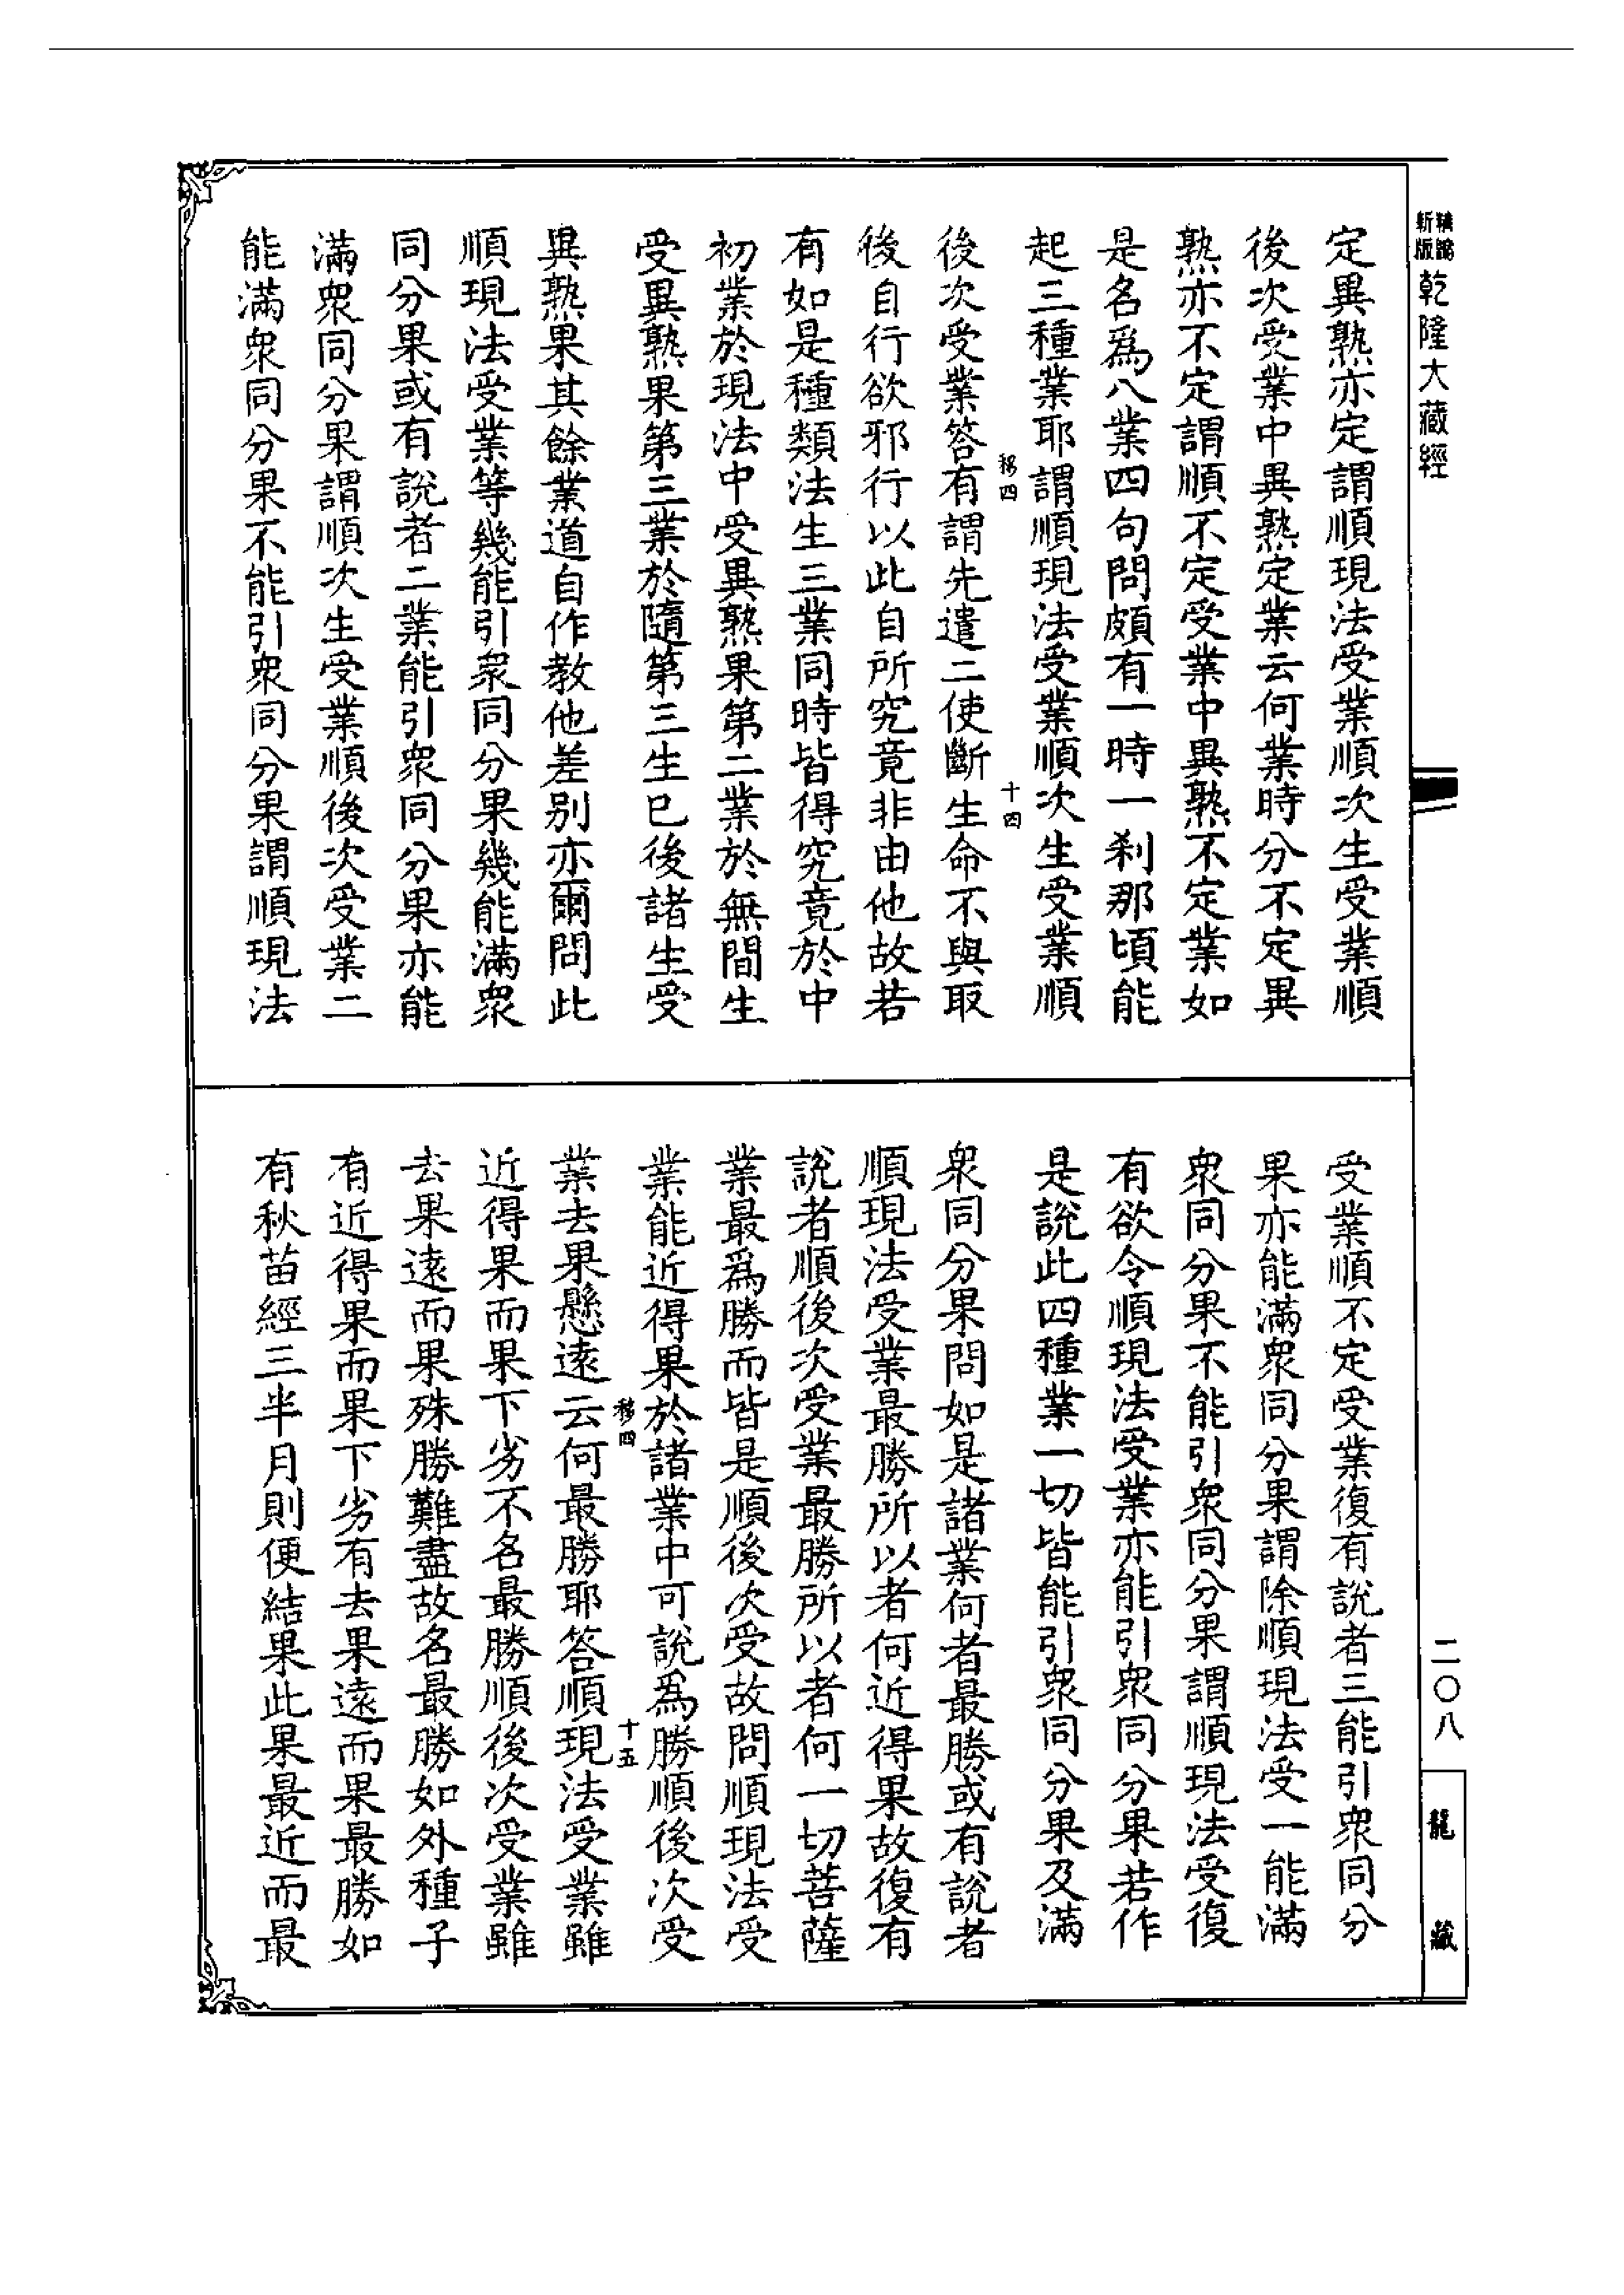 新版
精縮
乾隆大藏經
定異熟亦定謂順現法受業順次生受業順
後次受業中異熟定業云何業時分不定異
熟亦不定謂順不定受業中異熟不定業如
是名爲八業四句問頗有一時一刹那頃能
起三種業耶謂順現法受業順次生受業順
移四
十四
後次受業答有謂先遣二使斷生命不與取
後自行欲邪行以此自所究竟非由他故若
有如是種類法生三業同時皆得究竟於中
初業於現法中受異熟果第二業於無間生
受異熟果第三業於隨第三生已後諸生受
異熟果其餘業道自作教他差別亦爾問此
順現法受業等幾能引衆同分果幾能滿衆
同分果或有說者二業能引衆同分果亦能
滿衆同分果謂順次生受業順後次受業二
能滿衆同分果不能引衆同分果謂順現法
受業順不定受業復有說者三能引衆同分
果亦能滿衆同分果謂除順現法受一能滿
衆同分果不能引衆同分果謂順現法受復
有欲令順現法受業亦能引衆同分果若作
是說此四種業一切皆能引衆同分果及滿
衆同分果問如是諸業何者最勝或有說者
順現法受業最勝所以者何近得果故復有
說者順後次受業最勝所以者何一切菩薩
業最爲勝而皆是順後次受故問順現法受
業能近得果於諸業中可說爲勝順後次受
移四
十五
業去果懸遠云何最勝耶答順現法受業雖
近得果而果下劣不名最勝順後次受業雖
去果遠而果殊勝難盡故名最勝如外種子
有近得果而果下劣有去果遠而果最勝如
有秋苗經三半月則便結果此果最近而最
二〇八
龍藏